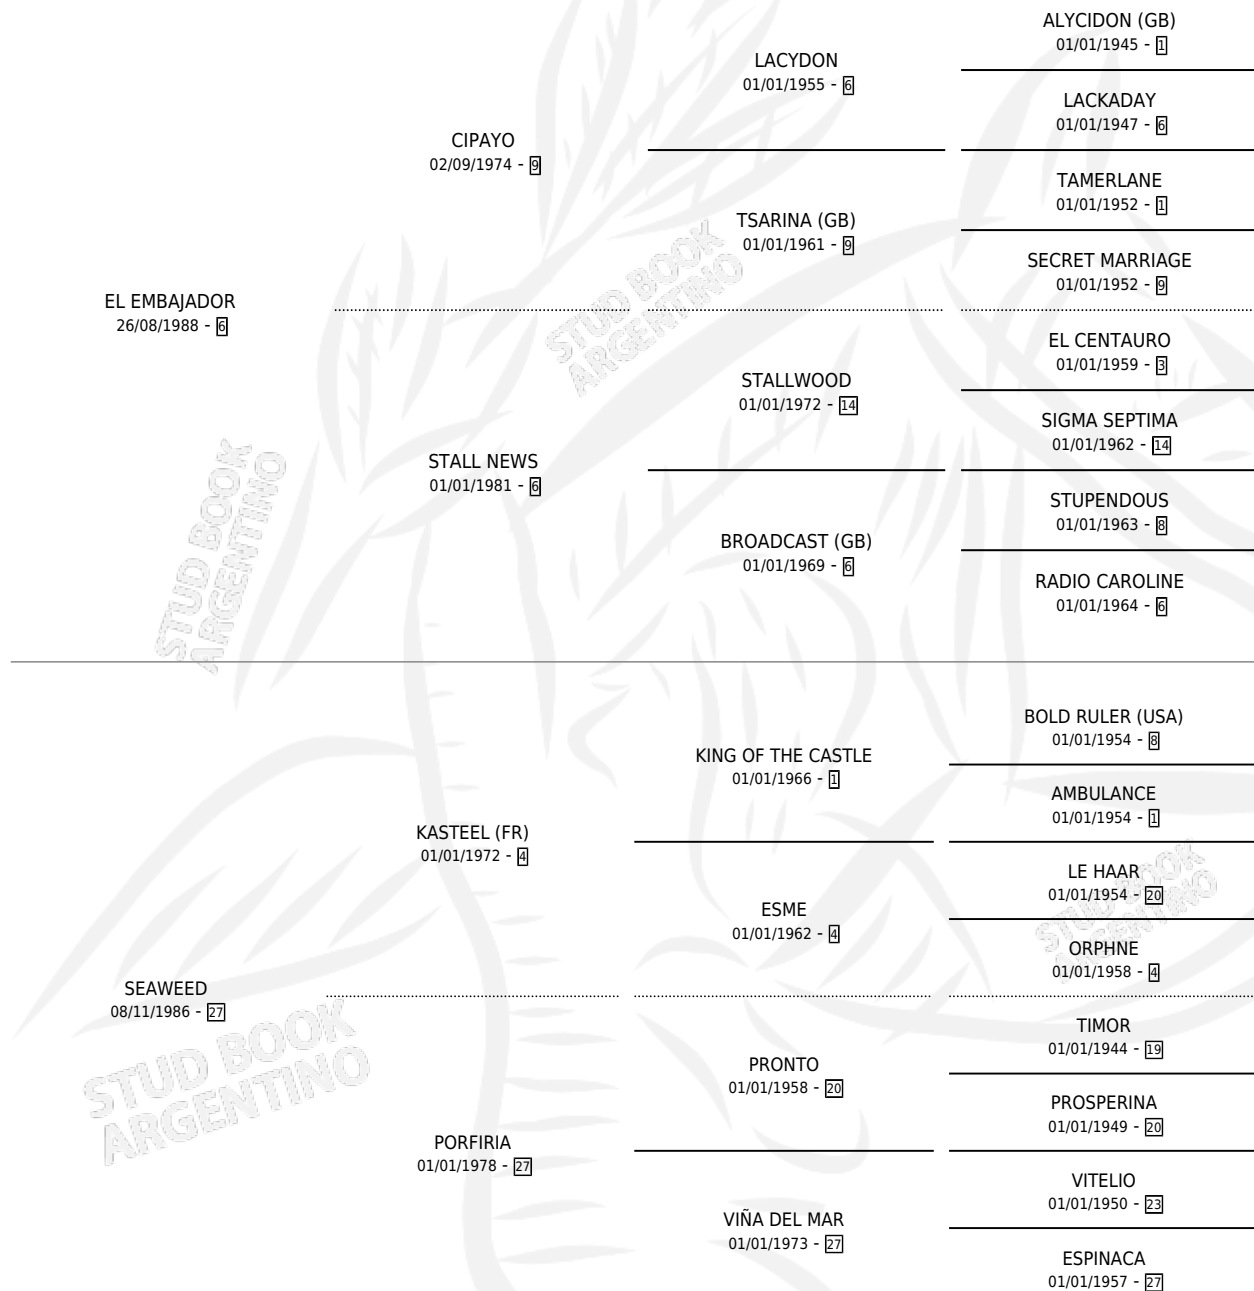 ALYCIDON (GB)
01/01/1945 - 1
LACYDON
01/01/1955 - 6
LACKADAY
01/01/1947 - 6
CIPAYO
02/09/1974 - 9
TAMERLANE
01/01/1952 - 1
TSARINA (GB)
01/01/1961 - 9
SECRET MARRIAGE
01/01/1952 - 9
EL EMBAJADOR
26/08/1988 - 6
EL CENTAURO
01/01/1959 - 3
STALLWOOD
01/01/1972 - 14
SIGMA SEPTIMA
01/01/1962 - 14
STALL NEWS
01/01/1981 - 6
STUPENDOUS
01/01/1963 - 8
BROADCAST (GB)
01/01/1969 - 6
RADIO CAROLINE
01/01/1964 - 6
BOLD RULER (USA)
01/01/1954 - 8
KING OF THE CASTLE
01/01/1966 - 1
AMBULANCE
01/01/1954 - 1
KASTEEL (FR)
01/01/1972 - 4
LE HAAR
01/01/1954 - 20
ESME
01/01/1962 - 4
ORPHNE
01/01/1958 - 4
SEAWEED
08/11/1986 - 27
TIMOR
01/01/1944 - 19
PRONTO
01/01/1958 - 20
PROSPERINA
01/01/1949 - 20
PORFIRIA
01/01/1978 - 27
VITELIO
01/01/1950 - 23
VIÑA DEL MAR
01/01/1973 - 27
ESPINACA
01/01/1957 - 27
STUD BOOK
ARGENTINO
STUD BOOK
ARGENTINO
STUD BOOK
ARGENTINO
STUD BOOK
ARGENTINO